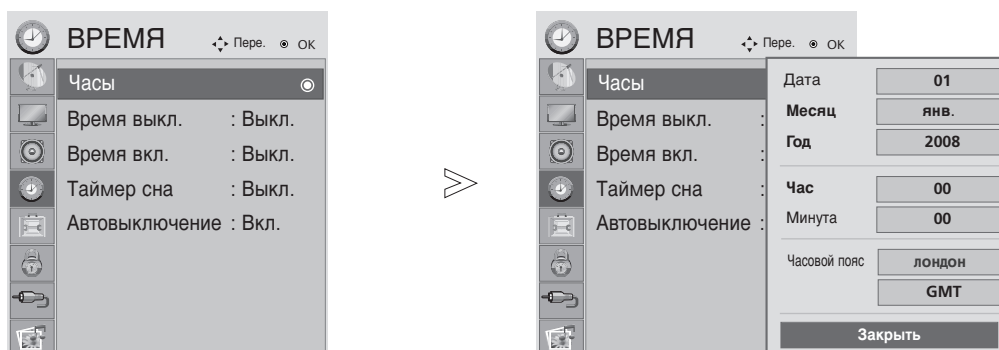 ВРЕМЯ Пере. OK
Часы
Время выкл. : Выкл.
Время вкл. : Выкл.
Таймер сна : Выкл.
Автовыключение : Вкл.
ВРЕМЯ Пере. OK
Часы
Время выкл. :
Время вкл. :
Таймер сна :
Автовыключение :
Дата 01
Месяц янв.
Год 2008
Час 00
Минута 00
Часовой пояс лондон
GMT
Закрыть